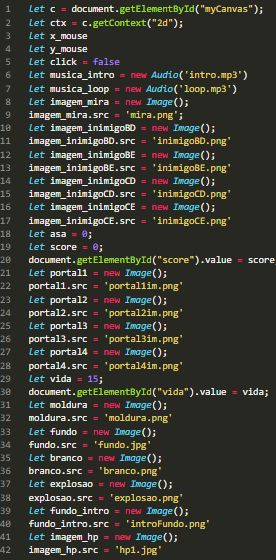 1 let c = document.getElementById("myCanvas");
2 let ctx = c.getContext("2d");
3 let x_mouse
4 let y_mouse
5 let click = false
6 let musica_intro = new Audio('intro.mp3')
7 let musica_loop = new Audio('loop.mp3')
8 let imagem_mira = new Image();
9 imagem_mira.src = 'mira.png';
10 let imagem_inimigoBD = new Image();
11 imagem_inimigoBD.src = 'inimigoBD.png'
12 let imagem_inimigoBE = new Image();
13 imagem_inimigoBE.src = 'inimigoBE.png'
14 let imagem_inimigoCD = new Image();
15 imagem_inimigoCD.src = 'inimigoCD.png'
16 let imagem_inimigoCE = new Image();
17 imagem_inimigoCE.src = 'inimigoCE.png'
18 let asa = 0;
19 let score = 0;
20 document.getElementById("score").value = score
21 let portal1 = new Image();
22 portal1.src = 'portal1im.png'
23 let portal2 = new Image();
24 portal2.src = 'portal2im.png'
25 let portal3 = new Image();
26 portal3.src = 'portal3im.png'
27 let portal4 = new Image();
28 portal4.src = 'portal4im.png'
29 let vida = 15;
30 document.getElementById("vida").value = vida;
31 let moldura = new Image();
32 moldura.src = 'moldura.png'
33 let fundo = new Image();
34 fundo.src = 'fundo.jpg'
35 let branco = new Image();
36 branco.src = 'branco.png'
37 let explosao = new Image();
38 explosao.src = 'explosao.png'
39 let fundo_intro = new Image();
40 fundo_intro.src = 'introFundo.png'
41 let imagem_hp = new Image();
42 imagem_hp.src = 'hp1.jpg'